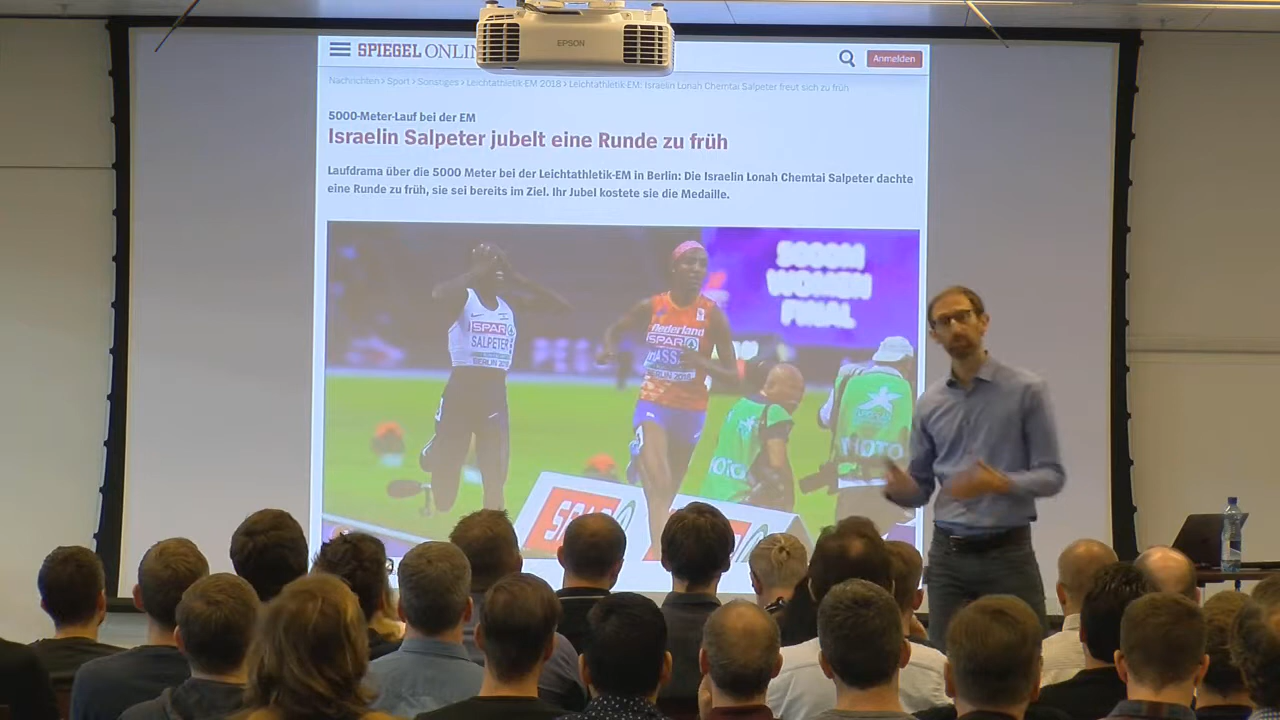 EPSON
SPIEGEL ONLIN
Anmelden
Nachrichten > Sport > Sonstiges > Leichtathletik-EM 2018 > Leichtathletik-EM: Israelin Lonah Chemtai Salpeter freut sich zu früh
5000-Meter-Lauf bei der EM
Israelin Salpeter jubelt eine Runde zu früh
Laufdrama über die 5000 Meter bei der Leichtathletik-EM in Berlin: Die Israelin Lonah Chemtai Salpeter dachte
eine Runde zu früh, sie sei bereits im Ziel. Ihr Jubel kostete sie die Medaille.
5000M
WOMEN
FINAL
SPAR
SALPETER
BERLIN 2018
Nederland
SPAR
PHOTO
PHOTO
SPAR